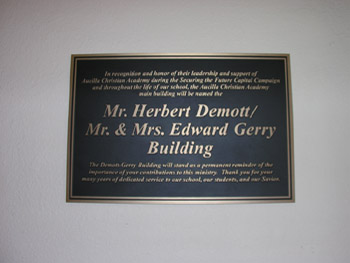 In recognition and honor of their leadership and support of
Aucilla Christian Academy during the Securing the Future Capital Campaign
and throughout the life of our school, the Aucilla Christian Academy
main building will be named the
Mr. Herbert Demott/
Mr. & Mrs. Edward Gerry
Building
The Demott-Gerry Building will stand as a permanent reminder of the
importance of your contributions to this ministry. Thank you for your
many years of dedicated service to our school, our students, and our Savior.